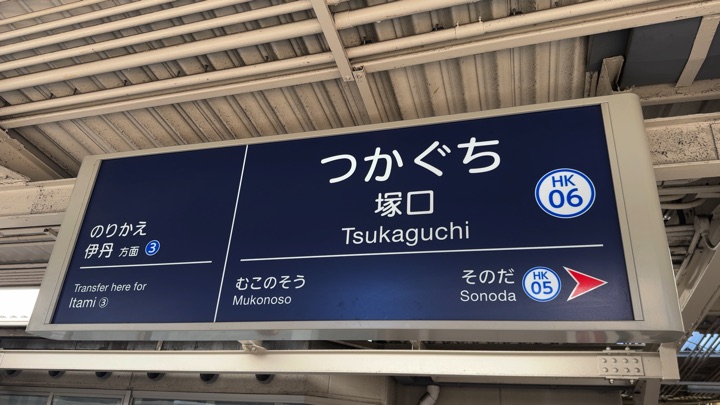 のりかえ
伊丹 方面 3
Transfer here for
Itami 3
つかぐち
塚口
Tsukaguchi
HK
06
むこのそう
Mukonoso
そのだ
Sonoda
HK
05